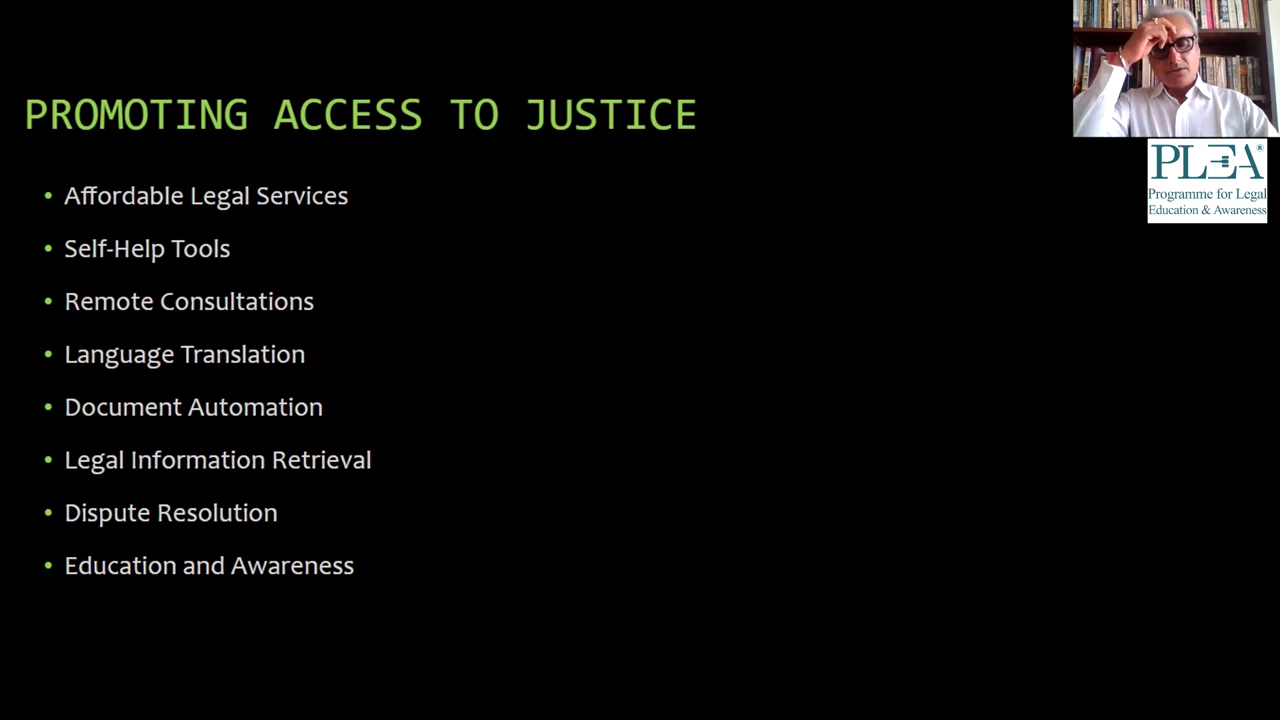 PROMOTING ACCESS TO JUSTICE
• Affordable Legal Services
• Self-Help Tools
• Remote Consultations
• Language Translation
• Document Automation
• Legal Information Retrieval
• Dispute Resolution
• Education and Awareness
PLEA®
Programme for Legal
Education & Awareness